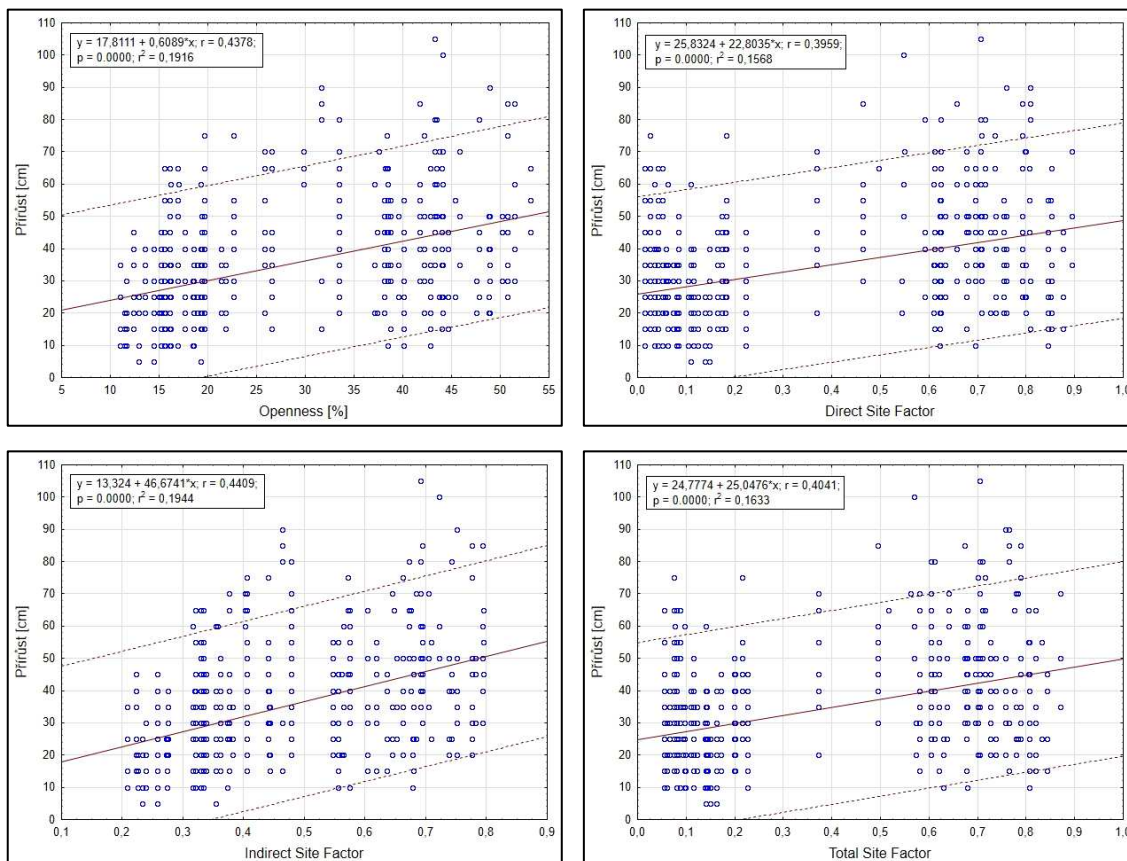 y = 17,8111 + 0,6089*x; r = 0,4378;
p = 0.0000; r² = 0,1916
Přírůst [cm]
110
100
90
80
70
60
50
40
30
20
10
0
5 10 15 20 25 30 35 40 45 50 55
Openness [%]
y = 25,8324 + 22,8035*x; r = 0,3959;
p = 0.0000; r² = 0,1568
Přírůst [cm]
110
100
90
80
70
60
50
40
30
20
10
0
0,0 0,1 0,2 0,3 0,4 0,5 0,6 0,7 0,8 0,9 1,0
Direct Site Factor
y = 13,324 + 46,6741*x; r = 0,4409;
p = 0.0000; r² = 0,1944
Přírůst [cm]
110
100
90
80
70
60
50
40
30
20
10
0
0,1 0,2 0,3 0,4 0,5 0,6 0,7 0,8 0,9
Indirect Site Factor
y = 24,7774 + 25,0476*x; r = 0,4041;
p = 0.0000; r² = 0,1633
Přírůst [cm]
110
100
90
80
70
60
50
40
30
20
10
0
0,0 0,1 0,2 0,3 0,4 0,5 0,6 0,7 0,8 0,9 1,0
Total Site Factor